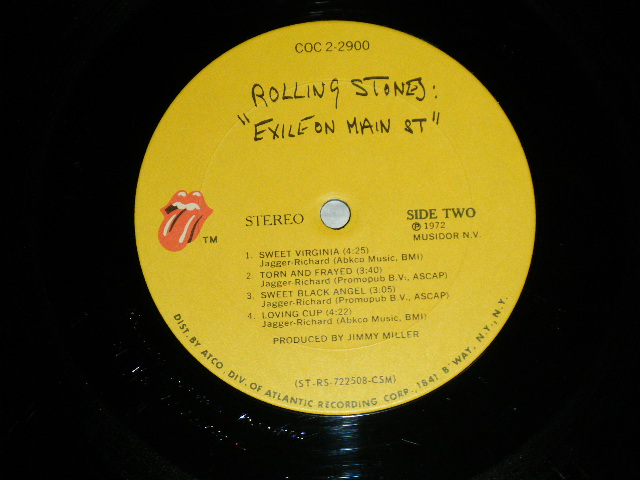 COC 2-2900
ROLLING STONES:
"EXILE ON MAIN ST"
STEREO
SIDE TWO
℗ 1972
MUSIDOR N.V.
TM
1. SWEET VIRGINIA (4:25)
Jagger-Richard (Abkco Music, BMI)
2. TORN AND FRAYED (3:40)
Jagger-Richard (Promopub B.V., ASCAP)
3. SWEET BLACK ANGEL (3.05)
Jagger-Richard (Promopub B.V., ASCAP)
4. LOVING CUP (4:22)
Jagger-Richard (Abkco Music, BMI)
PRODUCED BY JIMMY MILLER
(ST-RS-722508-CSM)
DIST. BY ATCO, DIV. OF ATLANTIC RECORDING CORP., 1841 B'WAY, N.Y., N.Y.